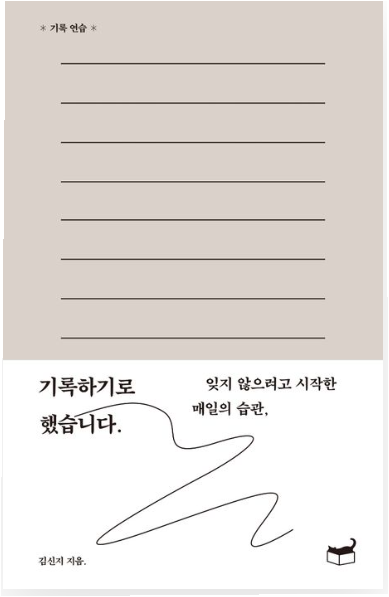 * 기록 연습 *
잊지 않으려고 시작한
매일의 습관,
기록하기로
했습니다.
김신지 지음.